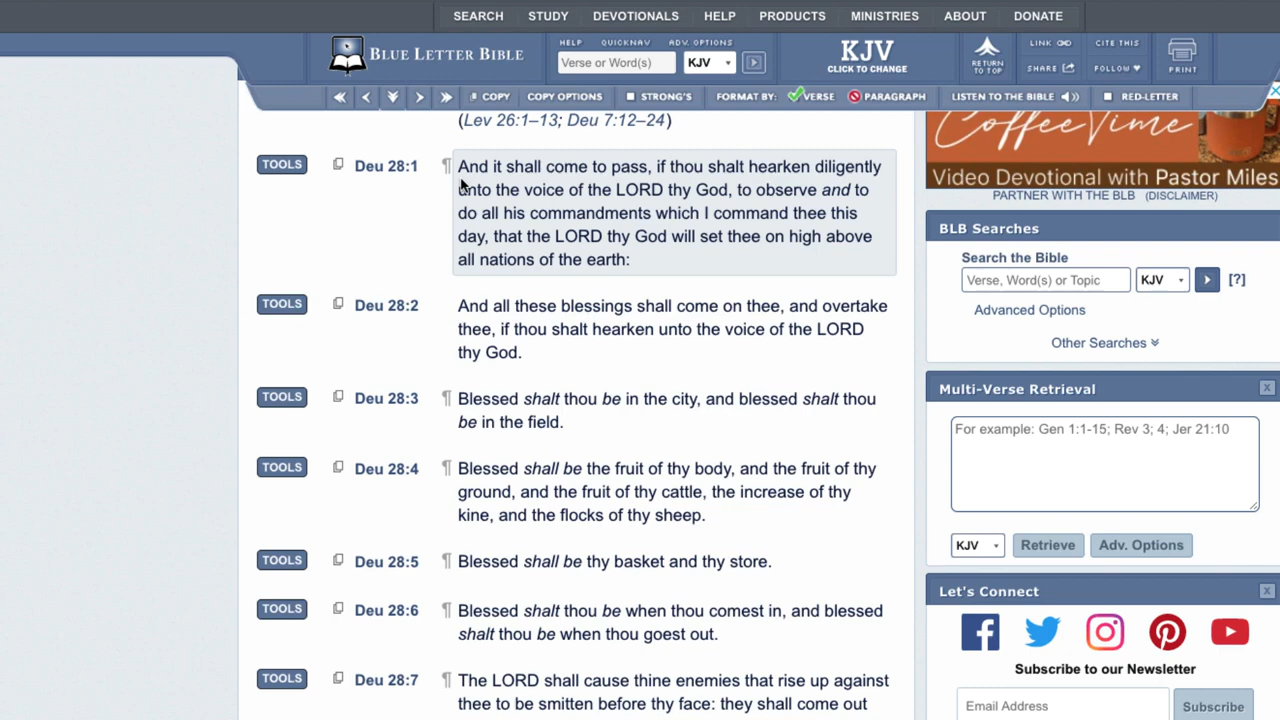 SEARCH STUDY DEVOTIONALS HELP PRODUCTS MINISTRIES ABOUT DONATE
BLUE LETTER BIBLE
HELP QUICKNAV ADV. OPTIONS
Verse or Word(s) KJV
KJV
CLICK TO CHANGE
RETURN
TO TOP
LINK CITE THIS
SHARE FOLLOW
PRINT
COPY COPY OPTIONS STRONG'S FORMAT BY: VERSE PARAGRAPH LISTEN TO THE BIBLE RED-LETTER
(Lev 26:1–13; Deu 7:12–24)
TOOLS Deu 28:1 ¶ And it shall come to pass, if thou shalt hearken diligently
unto the voice of the LORD thy God, to observe and to
do all his commandments which I command thee this
day, that the LORD thy God will set thee on high above
all nations of the earth:
TOOLS Deu 28:2 And all these blessings shall come on thee, and overtake
thee, if thou shalt hearken unto the voice of the LORD
thy God.
TOOLS Deu 28:3 ¶ Blessed shalt thou be in the city, and blessed shalt thou
be in the field.
TOOLS Deu 28:4 ¶ Blessed shall be the fruit of thy body, and the fruit of thy
ground, and the fruit of thy cattle, the increase of thy
kine, and the flocks of thy sheep.
TOOLS Deu 28:5 ¶ Blessed shall be thy basket and thy store.
TOOLS Deu 28:6 ¶ Blessed shalt thou be when thou comest in, and blessed
shalt thou be when thou goest out.
TOOLS Deu 28:7 ¶ The LORD shall cause thine enemies that rise up against
thee to be smitten before thy face: they shall come out
CoffeeTime
Video Devotional with Pastor Miles
PARTNER WITH THE BLB (DISCLAIMER)
BLB Searches
Search the Bible
Verse, Word(s) or Topic KJV [?]
Advanced Options
Other Searches
Multi-Verse Retrieval x
For example: Gen 1:1-15; Rev 3; 4; Jer 21:10
KJV Retrieve Adv. Options
Let's Connect x
Subscribe to our Newsletter
Email Address Subscribe